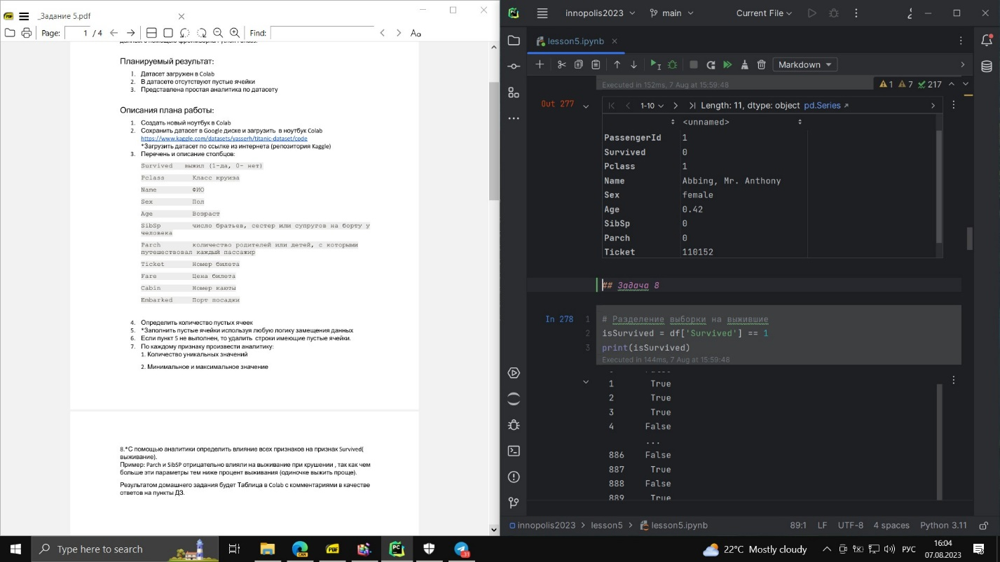 _Задание 5.pdf
Page: 1 / 4
Find:
Планируемый результат:
1. Датасет загружен в Colab
2. В датасете отсутствуют пустые ячейки
3. Представлена простая аналитика по датасету
Описания плана работы:
1. Создать новый ноутбук в Colab
2. Сохранить датасет в Google диске и загрузить в ноутбук Colab
https://www.kaggle.com/datasets/yasserh/titanic-dataset/code
*Загрузить датасет по ссылке из интернета (репозитория Kaggle)
3. Перечень и описание столбцов:
Survived выжил (1-да, 0- нет)
Pclass Класс круиза
Name ФИО
Sex Пол
Age Возраст
SibSp число братьев, сестер или супругов на борту у
человека
Parch количество родителей или детей, с которыми
путешествовал каждый пассажир
Ticket Номер билета
Fare Цена билета
Cabin Номер каюты
Embarked Порт посадки
4. Определить количество пустых ячеек
5. *Заполнить пустые ячейки используя любую логику замещения данных
6. Если пункт 5 не выполнен, то удалить строки имеющие пустые ячейки.
7. По каждому признаку произвести аналитику:
1. Количество уникальных значений
2. Минимальное и максимальное значение
8.*С помощью аналитики определить влияние всех признаков на признак Survived(
выживание).
Пример: Parch и SibSP отрицательно влияли на выживание при крушении , так как чем
больше эти параметры тем ниже процент выживания (одиночке выжить проще).
Результатом домашнего задания будет Таблица в Colab с комментариями в качестве
ответов на пункты ДЗ.
innopolis2023 main Current File
lesson5.ipynb
Markdown
Executed in 152ms, 7 Aug at 15:59:48
1 7 217
Out 277
1-10 Length: 11, dtype: object pd.Series
<unnamed>
PassengerId 1
Survived 0
Pclass 1
Name Abbing, Mr. Anthony
Sex female
Age 0.42
SibSp 0
Parch 0
Ticket 110152
## Задача 8
In 278
1 # Разделение выборки на выжившие
2 isSurvived = df['Survived'] == 1
3 print(isSurvived)
Executed in 144ms, 7 Aug at 15:59:48
1 True
2 True
3 True
4 False
...
886 False
887 True
888 False
889 True
innopolis2023 > lesson5 > lesson5.ipynb
89:1 LF UTF-8 4 spaces Python 3.11
Type here to search
22°C Mostly cloudy
РУС
16:04
07.08.2023